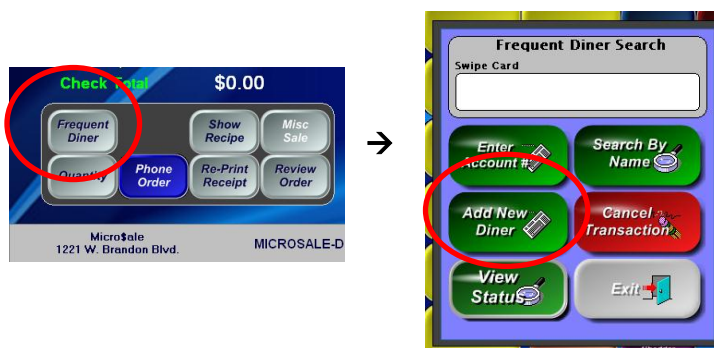 Check Total $0.00
Frequent
Diner
Show
Recipe
Misc
Sale
Quantity
Phone
Order
Re-Print
Receipt
Review
Order
Micro$ale
1221 W. Brandon Blvd.
MICROSALE-D
→
Frequent Diner Search
Swipe Card
Enter
Account #
Search By
Name
Add New
Diner
Cancel
Transaction
View
Status
Exit